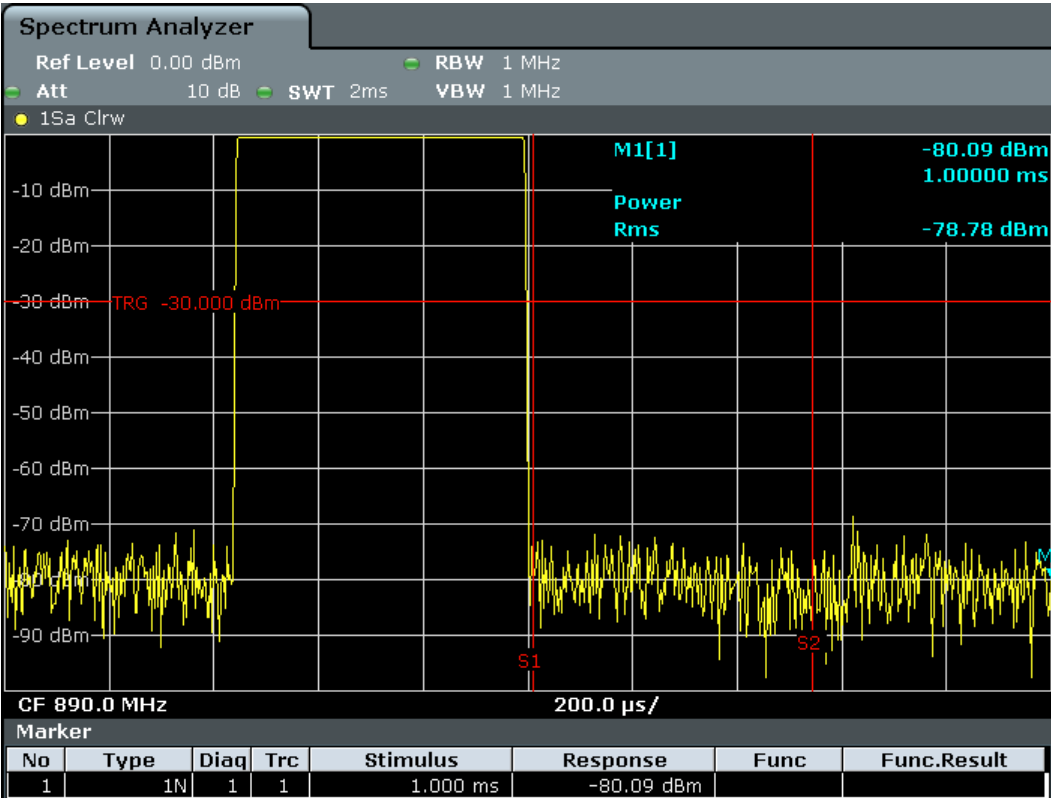 Spectrum Analyzer
Ref Level 0.00 dBm RBW 1 MHz
Att 10 dB SWT 2ms VBW 1 MHz
1Sa Clrw
M1[1] -80.09 dBm
1.00000 ms
-10 dBm
Power
Rms -78.78 dBm
-20 dBm
-30 dBm TRG -30.000 dBm
-40 dBm
-50 dBm
-60 dBm
-70 dBm
M
-80 dBm
-90 dBm
S2
S1
CF 890.0 MHz 200.0 µs/
Marker
No Type Diaq Trc Stimulus Response Func Func.Result
1 1N 1 1 1.000 ms -80.09 dBm